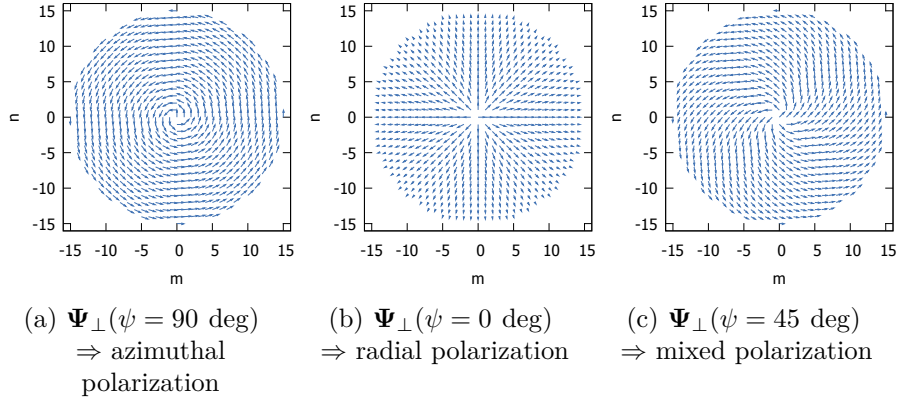 15
10
5
0
-5
-10
-15
n
-15 -10 -5 0 5 10 15
m
15
10
5
0
-5
-10
-15
n
-15 -10 -5 0 5 10 15
m
15
10
5
0
-5
-10
-15
n
-15 -10 -5 0 5 10 15
m
(a) Ψ⊥(ψ = 90 deg)
⇒ azimuthal
polarization
(b) Ψ⊥(ψ = 0 deg)
⇒ radial polarization
(c) Ψ⊥(ψ = 45 deg)
⇒ mixed polarization